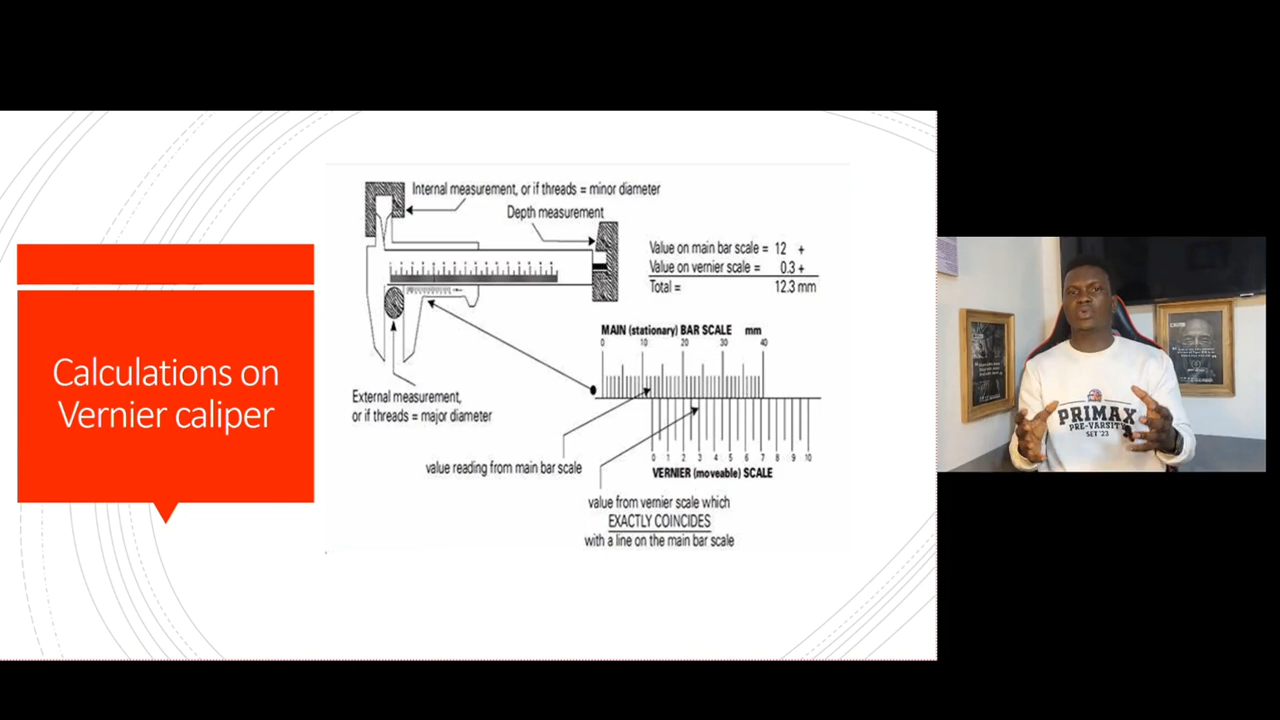 Calculations on
Vernier caliper
Internal measurement, or if threads = minor diameter
Depth measurement
Value on main bar scale = 12 +
Value on vernier scale = 0.3 +
Total = 12.3 mm
MAIN (stationary) BAR SCALE mm
0 10 20 30 40
External measurement,
or if threads = major diameter
value reading from main bar scale
0 1 2 3 4 5 6 7 8 9 10
VERNIER (moveable) SCALE
value from vernier scale which
EXACTLY COINCIDES
with a line on the main bar scale
PRIMAX
PRE-VARSITY
SET '23